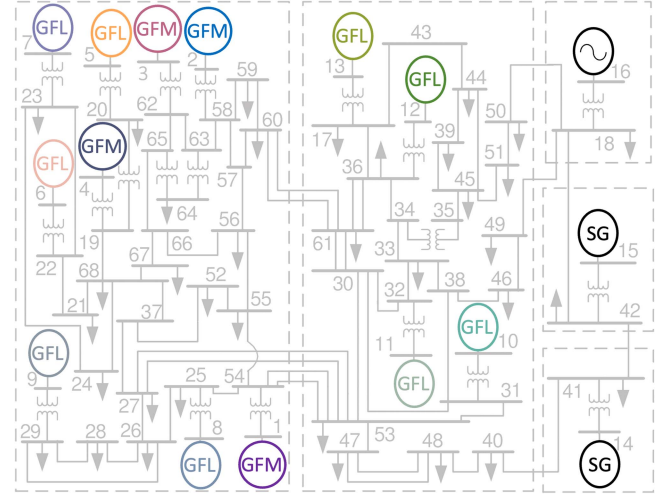 GFL GFL GFM GFM GFL 43
7 5 3 2 13 GFL 16
59 44
23 20 62 58 60 12 50
GFM 17 39 18
GFL 65 63 51
4 57 36 45
6 64 34 35 SG
19 56 49
66 61 33 15
22 67 30
68 52 32 38 46
21 37 55 42
GFL GFL
11 10
9 24 25 54 GFL 31 41
27
29 28 26 8 1 53
47 48 40 14
GFL GFM SG